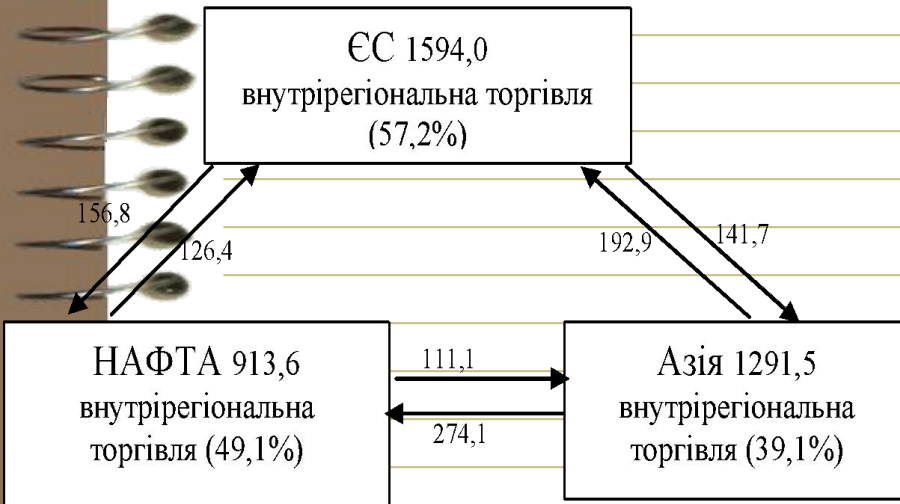 ЄС 1594,0
внутрірегіональна торгівля
(57,2%)
156,8
126,4
192,9
141,7
НАФТА 913,6
внутрірегіональна
торгівля (49,1%)
111,1
274,1
Азія 1291,5
внутрірегіональна
торгівля (39,1%)